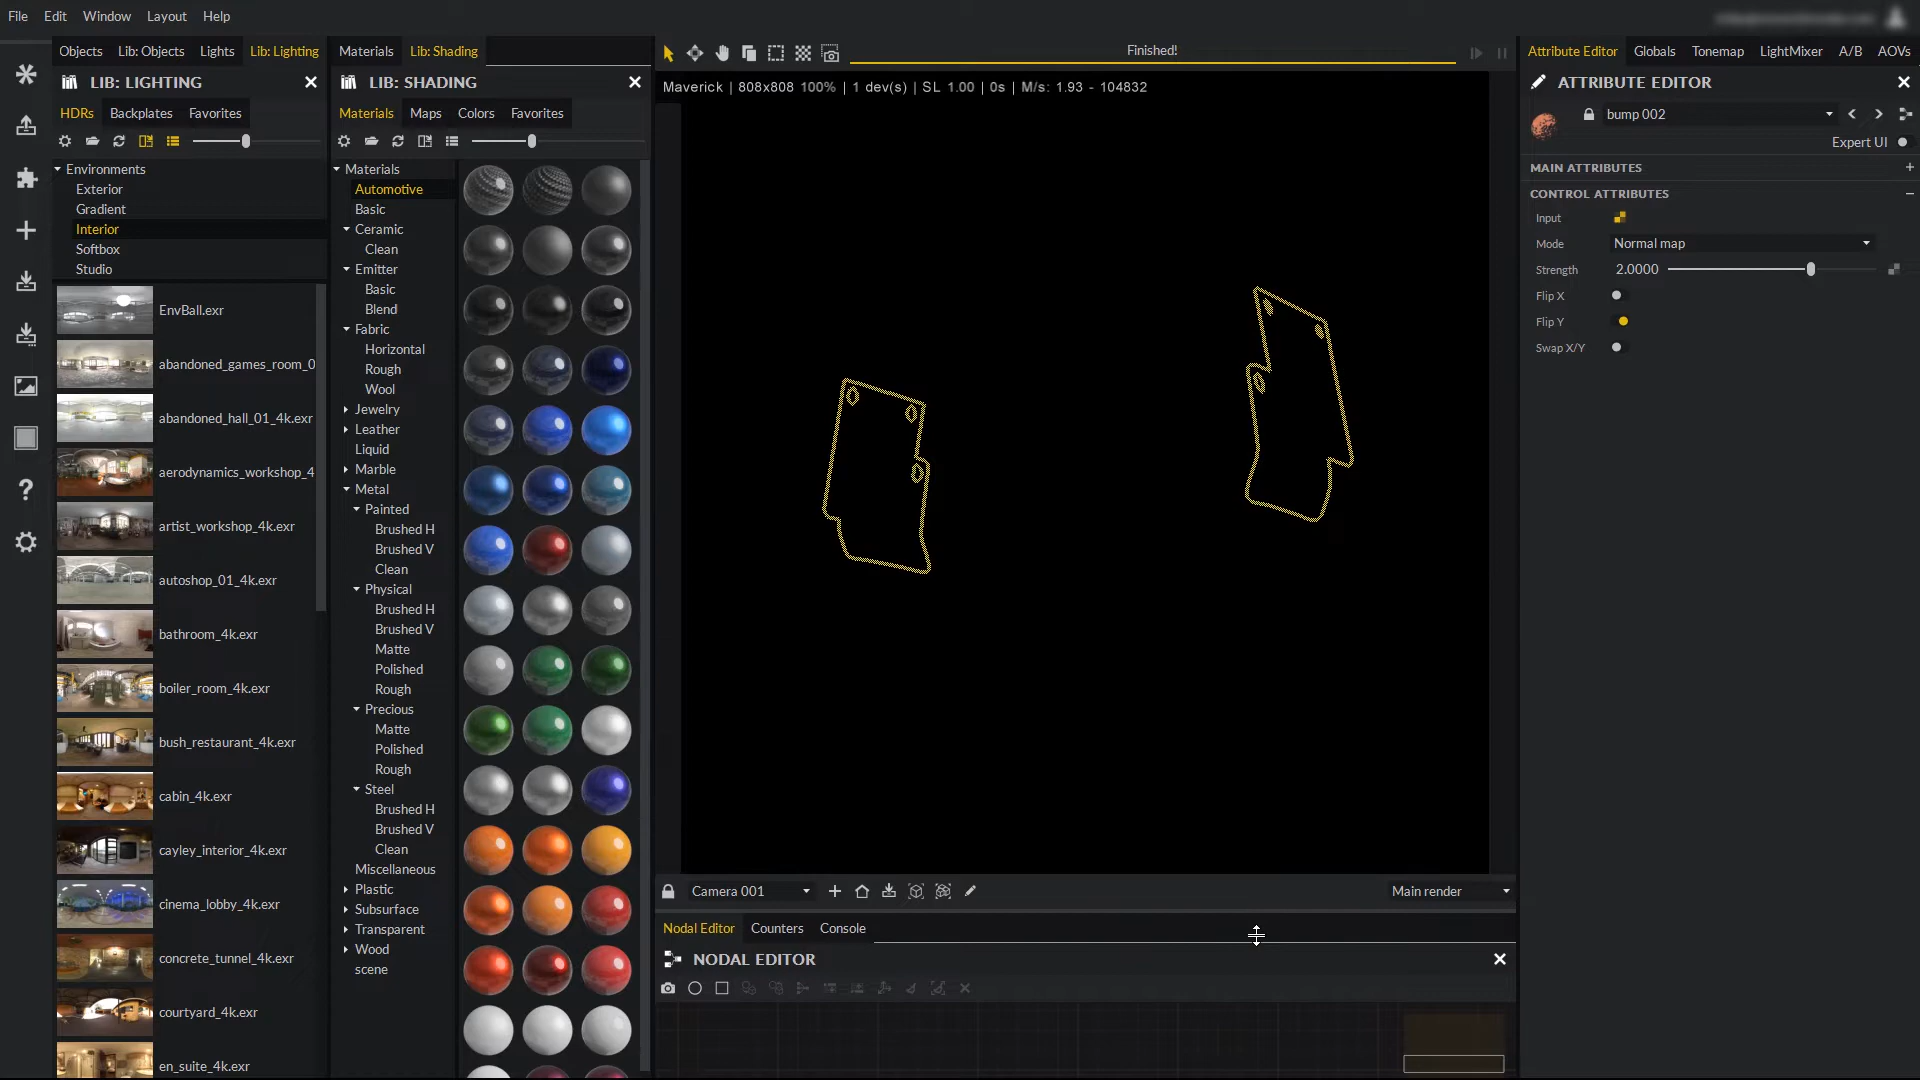 File Edit Window Layout Help
Objects Lib: Objects Lights Lib: Lighting
LIB: LIGHTING
HDRs Backplates Favorites
Environments
Exterior
Gradient
Interior
Softbox
Studio
EnvBall.exr
abandoned_games_room_0
abandoned_hall_01_4k.exr
aerodynamics_workshop_4
artist_workshop_4k.exr
autoshop_01_4k.exr
bathroom_4k.exr
boiler_room_4k.exr
bush_restaurant_4k.exr
cabin_4k.exr
cayley_interior_4k.exr
cinema_lobby_4k.exr
concrete_tunnel_4k.exr
courtyard_4k.exr
en_suite_4k.exr
Materials Lib: Shading
LIB: SHADING
Materials Maps Colors Favorites
Materials
Automotive
Basic
Ceramic
Clean
Emitter
Basic
Blend
Fabric
Horizontal
Rough
Wool
Jewelry
Leather
Liquid
Marble
Metal
Painted
Brushed H
Brushed V
Clean
Physical
Brushed H
Brushed V
Matte
Polished
Rough
Precious
Matte
Polished
Rough
Steel
Brushed H
Brushed V
Clean
Miscellaneous
Plastic
Subsurface
Transparent
Wood
scene
Finished!
Maverick | 808x808 100% | 1 dev(s) | SL 1.00 | 0s | M/s: 1.93 - 104832
Camera 001
Main render
Nodal Editor Counters Console
NODAL EDITOR
Attribute Editor Globals Tonemap LightMixer A/B AOVs
ATTRIBUTE EDITOR
bump 002
Expert UI
MAIN ATTRIBUTES
CONTROL ATTRIBUTES
Input
Mode Normal map
Strength 2.0000
Flip X
Flip Y
Swap X/Y